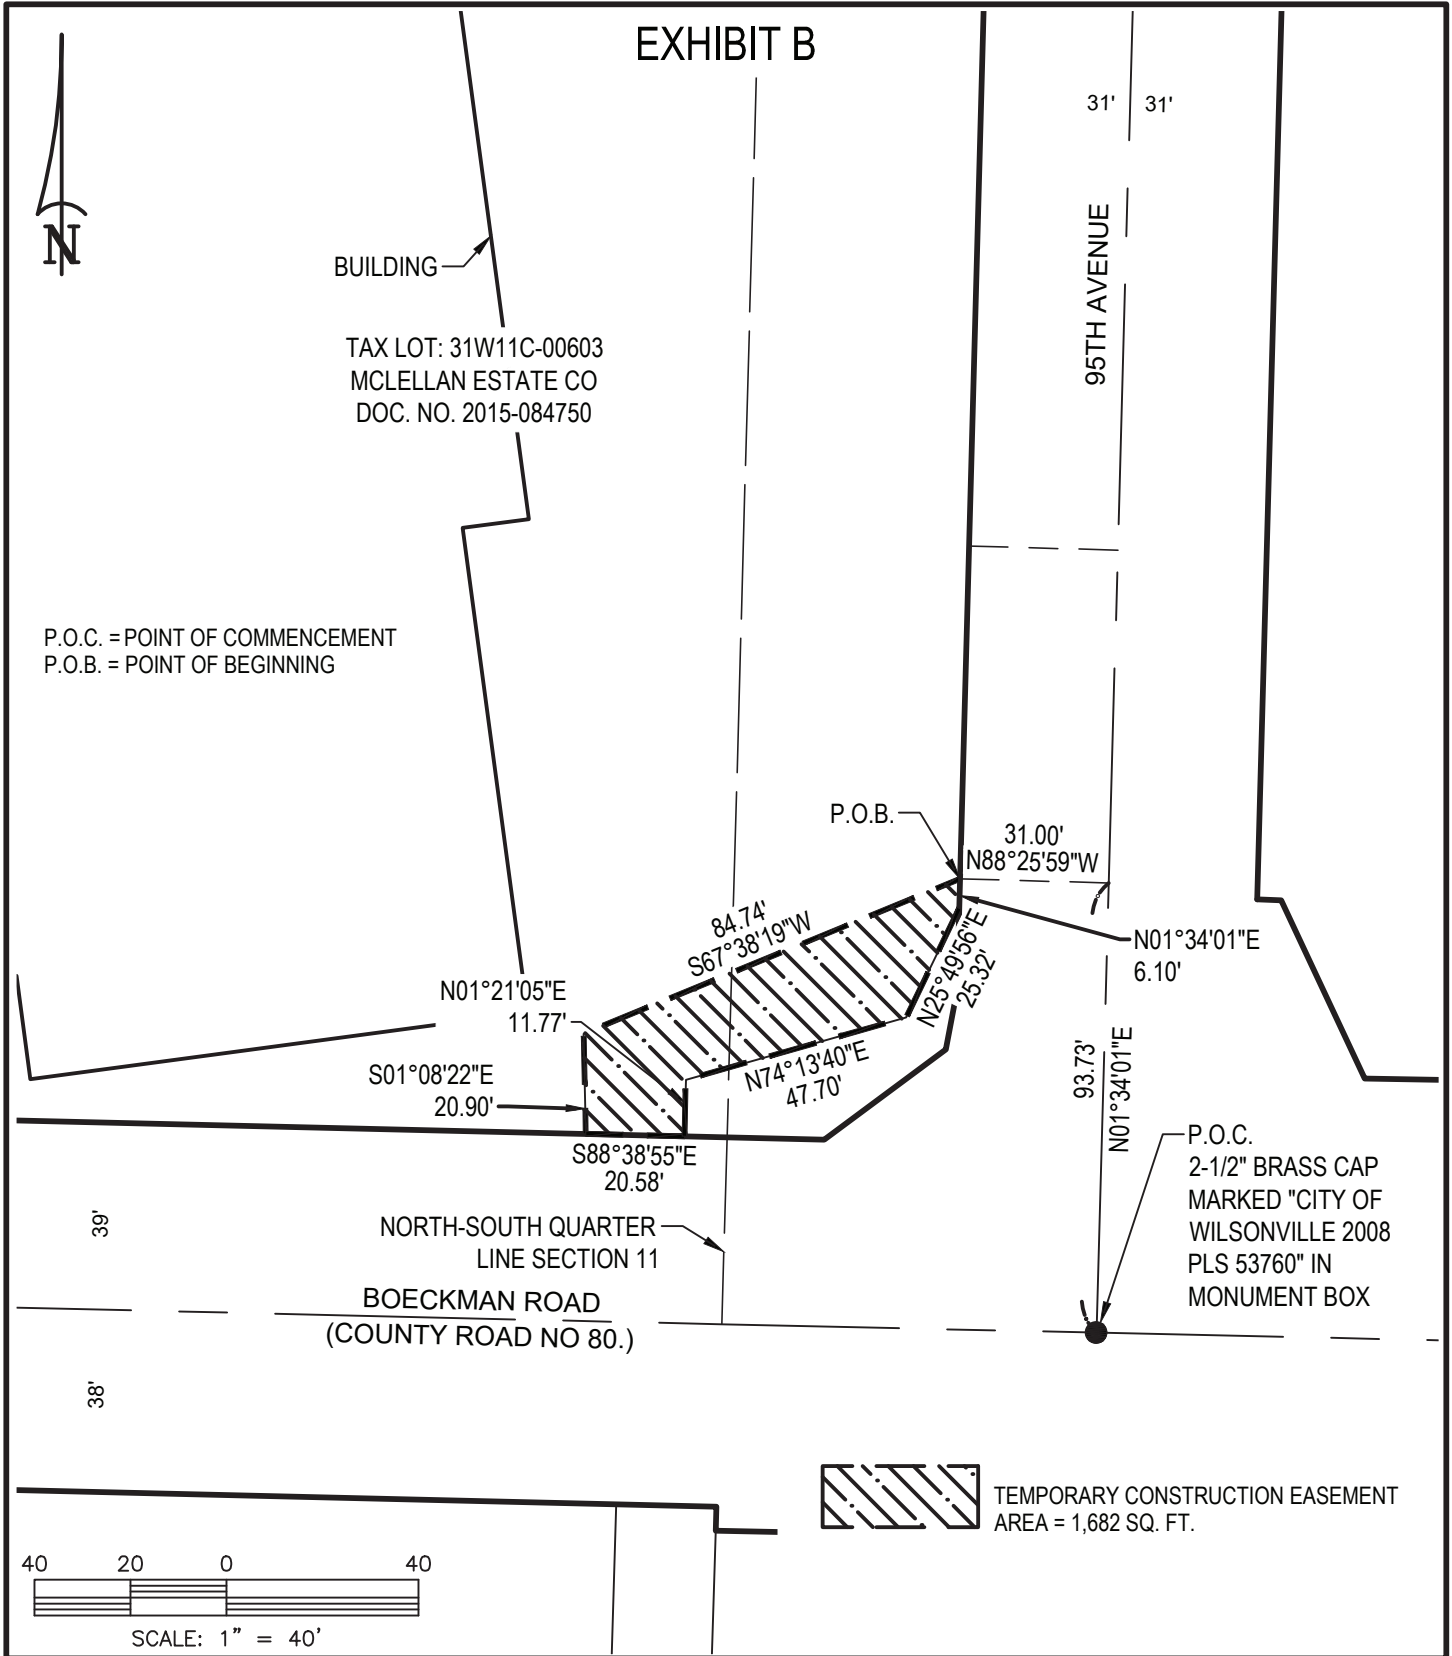 EXHIBIT B
31' 31'
N
BUILDING
95TH AVENUE
TAX LOT: 31W11C-00603
MCLELLAN ESTATE CO
DOC. NO. 2015-084750
P.O.C. = POINT OF COMMENCEMENT
P.O.B. = POINT OF BEGINNING
P.O.B.
31.00'
N88°25'59"W
84.74'
S67°38'19"W
N25°49'56"E
25.32'
N01°34'01"E
6.10'
N01°21'05"E
11.77'
N74°13'40"E
47.70'
S01°08'22"E
20.90'
S88°38'55"E
20.58'
93.73'
N01°34'01"E
P.O.C.
2-1/2" BRASS CAP
MARKED "CITY OF
WILSONVILLE 2008
PLS 53760" IN
MONUMENT BOX
39'
NORTH-SOUTH QUARTER
LINE SECTION 11
BOECKMAN ROAD
(COUNTY ROAD NO 80.)
38'
TEMPORARY CONSTRUCTION EASEMENT
AREA = 1,682 SQ. FT.
40 20 0 40
SCALE: 1" = 40'